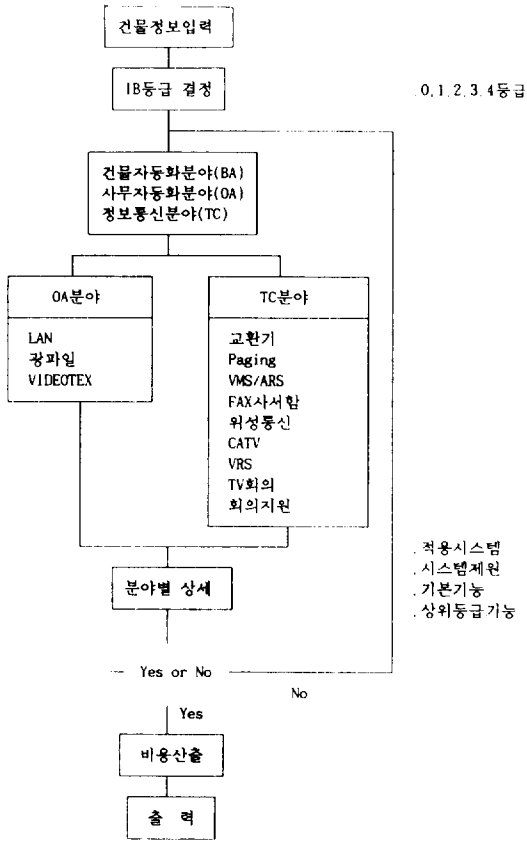 건물정보입력
IB등급 결정
.0,1.2,3.4등급
건물자동화분야(BA)
사무자동화분야(OA)
정보통신분야(TC)
OA분야
LAN
광파일
VIDEOTEX
TC분야
교환기
Paging
VMS/ARS
FAX사서함
위성통신
CATV
VRS
TV회의
회의지원
분야별 상세
.적용시스템
.시스템제원
.기본기능
.상위등급기능
Yes or No
No
Yes
비용산출
출 력